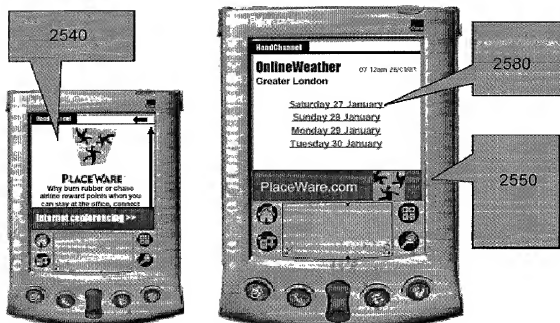 2540
PLACEWARE
Why burn rubber or chase
airline reward points when you
can stay at the office, connect
Internet conferencing >>
HandChannel
OnlineWeather
Greater London
Saturday 27 January
Sunday 28 January
Monday 29 January
Tuesday 30 January
PlaceWare.com
2580
2550